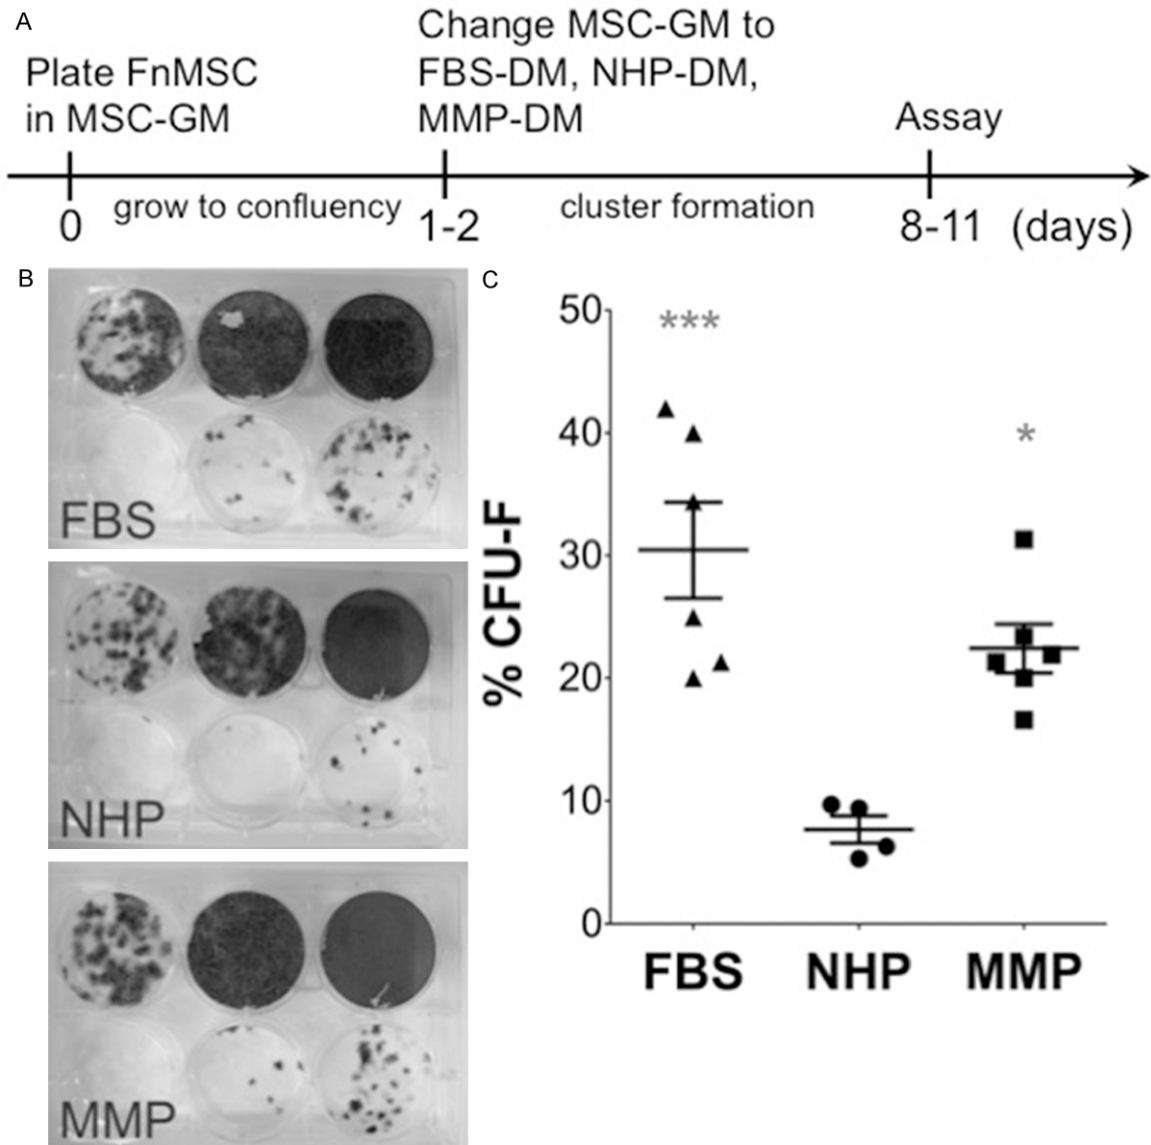 A
Plate FnMSC
in MSC-GM
Change MSC-GM to
FBS-DM, NHP-DM,
MMP-DM
Assay
grow to confluency
cluster formation
0
1-2
8-11 (days)
B
FBS
NHP
MMP
C
% CFU-F
50
40
30
20
10
0
***
*
FBS NHP MMP